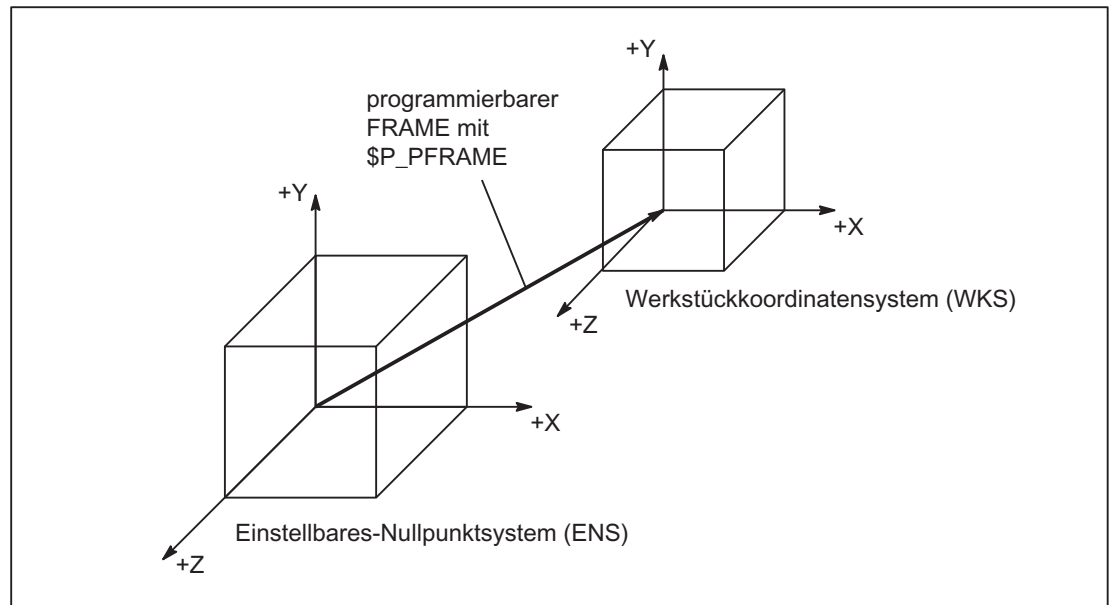 +Y
programmierbarer
FRAME mit
$P_PFRAME
+Y
+X
Werkstückkoordinatensystem (WKS)
+Z
+X
Einstellbares-Nullpunktsystem (ENS)
+Z